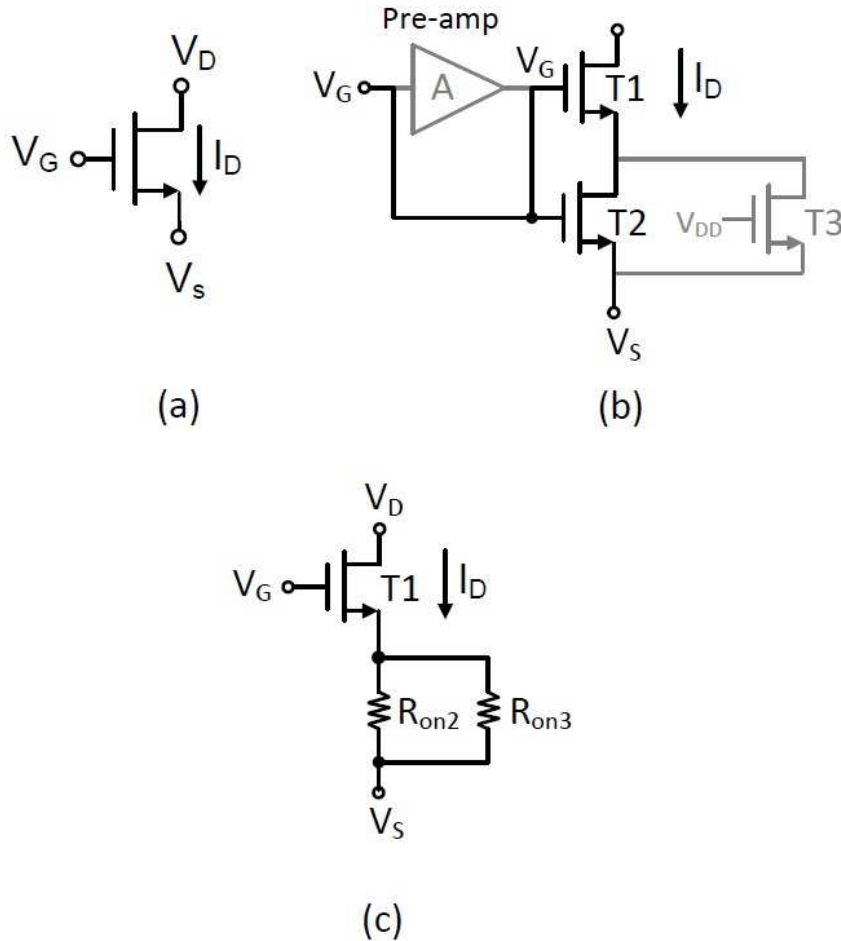 V_D
V_G
I_D
V_s
(a)
Pre-amp
V_G
A
V_G
T1
I_D
T2
V_DD
T3
V_S
(b)
V_D
V_G
T1
I_D
R_on2
R_on3
V_S
(c)